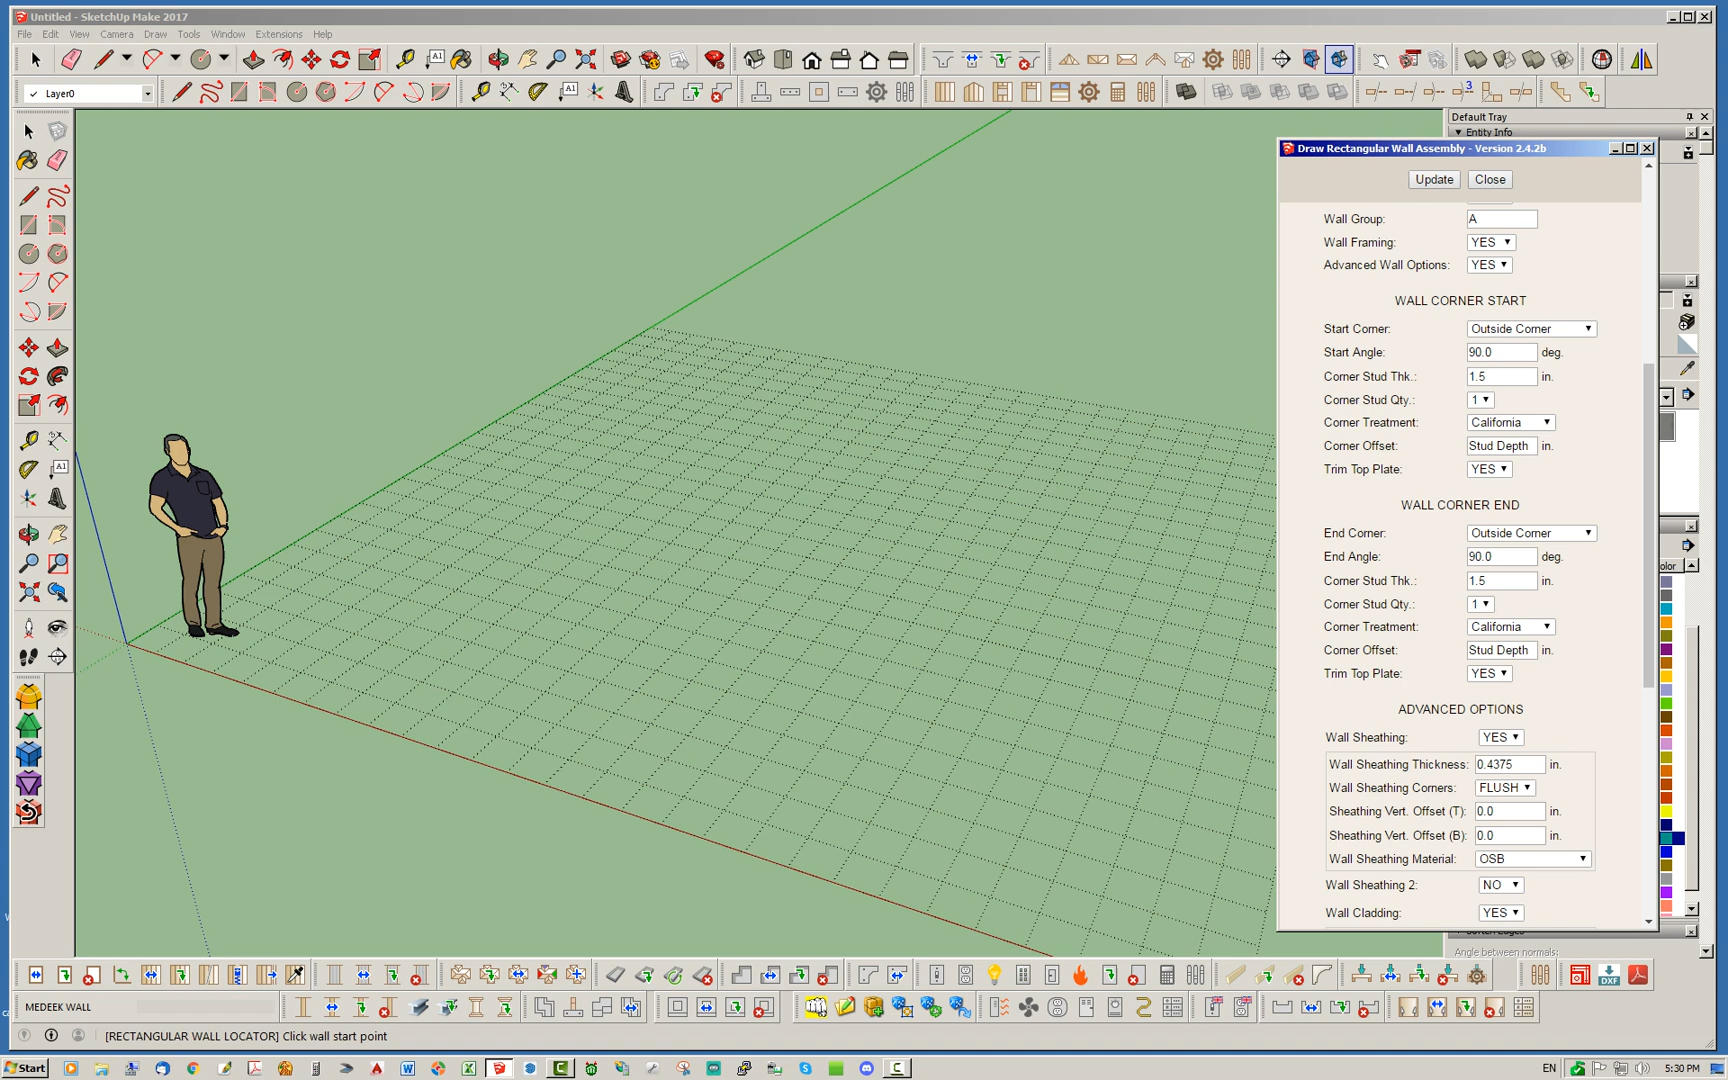 Untitled - SketchUp Make 2017
File Edit View Camera Draw Tools Window Extensions Help
Layer0
Default Tray
Entity Info
Draw Rectangular Wall Assembly - Version 2.4.2b
Update Close
Wall Group: A
Wall Framing: YES
Advanced Wall Options: YES
WALL CORNER START
Start Corner: Outside Corner
Start Angle: 90.0 deg.
Corner Stud Thk.: 1.5 in.
Corner Stud Qty.: 1
Corner Treatment: California
Corner Offset: Stud Depth in.
Trim Top Plate: YES
WALL CORNER END
End Corner: Outside Corner
End Angle: 90.0 deg.
Corner Stud Thk.: 1.5 in.
Corner Stud Qty.: 1
Corner Treatment: California
Corner Offset: Stud Depth in.
Trim Top Plate: YES
ADVANCED OPTIONS
Wall Sheathing: YES
Wall Sheathing Thickness: 0.4375 in.
Wall Sheathing Corners: FLUSH
Sheathing Vert. Offset (T): 0.0 in.
Sheathing Vert. Offset (B): 0.0 in.
Wall Sheathing Material: OSB
Wall Sheathing 2: NO
Wall Cladding: YES
Angle between normals:
DXF
MEDEEK WALL
[RECTANGULAR WALL LOCATOR] Click wall start point
Start
EN
5:30 PM